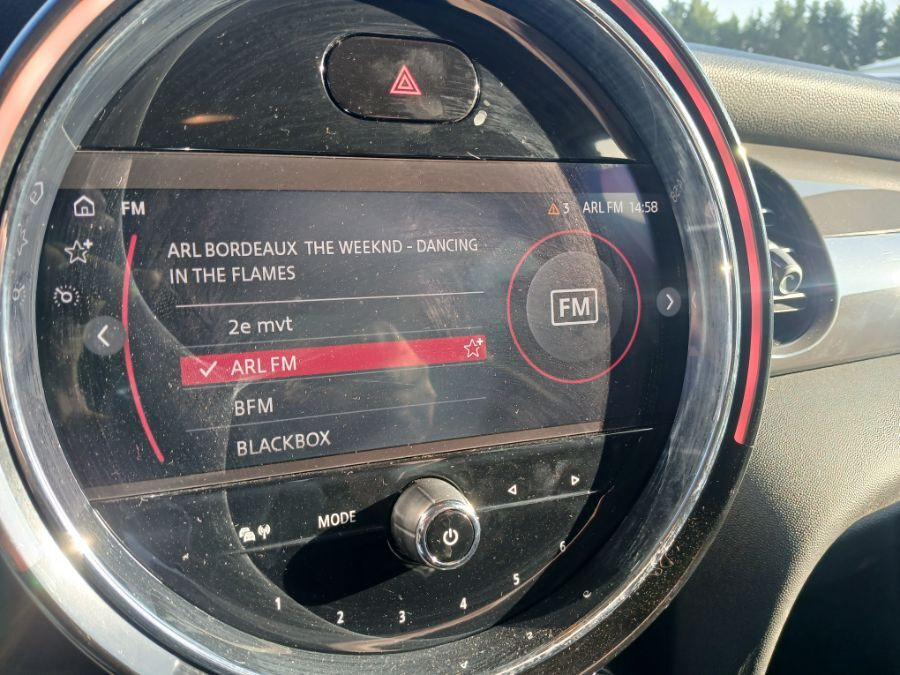 FM
3 ARL FM 14:58
ARL BORDEAUX THE WEEKND - DANCING
IN THE FLAMES
FM
2e mvt
ARL FM
BFM
BLACKBOX
MODE
1 2 3 4 5 6